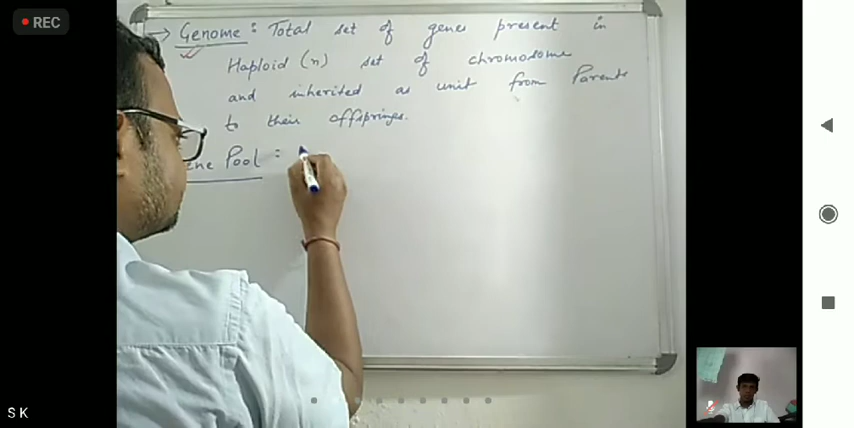 REC
→ Genome : Total set of genes present in
Haploid (n) set of chromosome
and inherited as unit from Parents
to their offsprings.
ene Pool :
S K